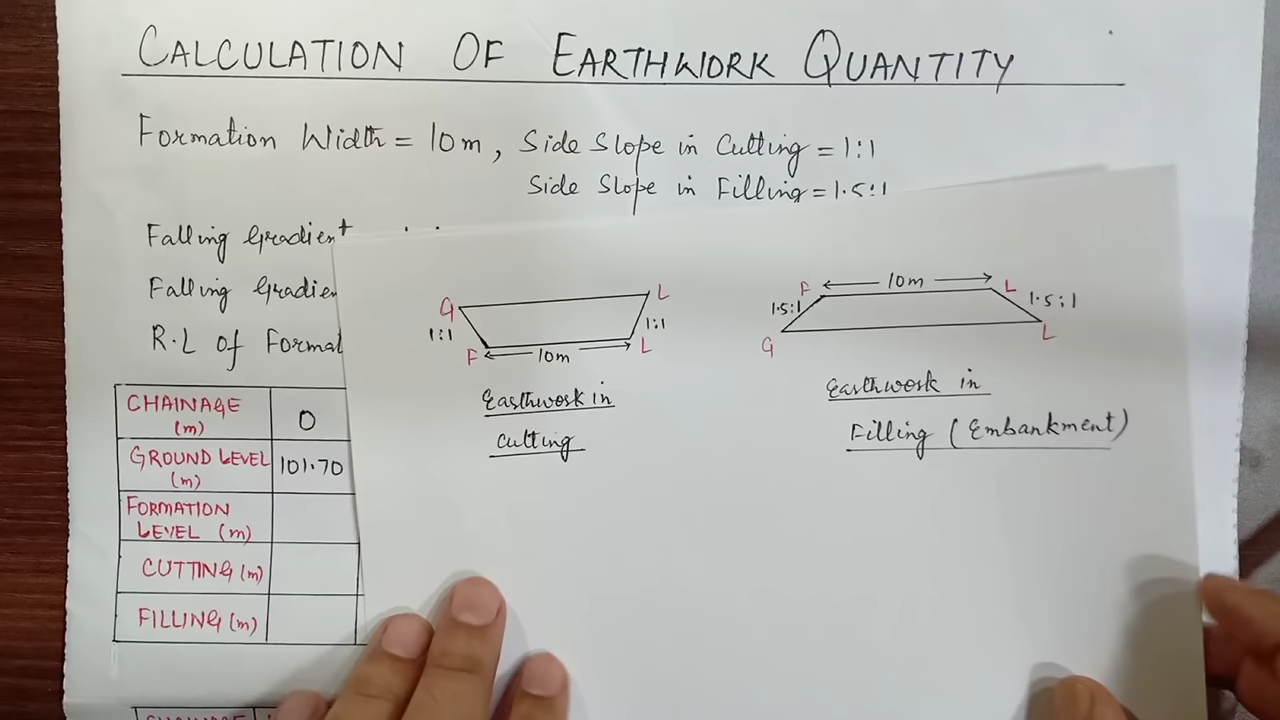 CALCULATION OF EARTHWORK QUANTITY
Formation Width = 10m, Side Slope in Cutting = 1:1
Side Slope in Filling = 1.5:1
Falling Gradient
Falling Gradien
R.L of Format
CHAINAGE (m) 0
GROUND LEVEL (m) 101.70
FORMATION LEVEL (m)
CUTTING (m)
FILLING (m)
G L
1:1 1:1
F 10m L
Earthwork in
Cutting
F 10m L
1.5:1 1.5:1
G L
Earthwork in
Filling (Embankment)